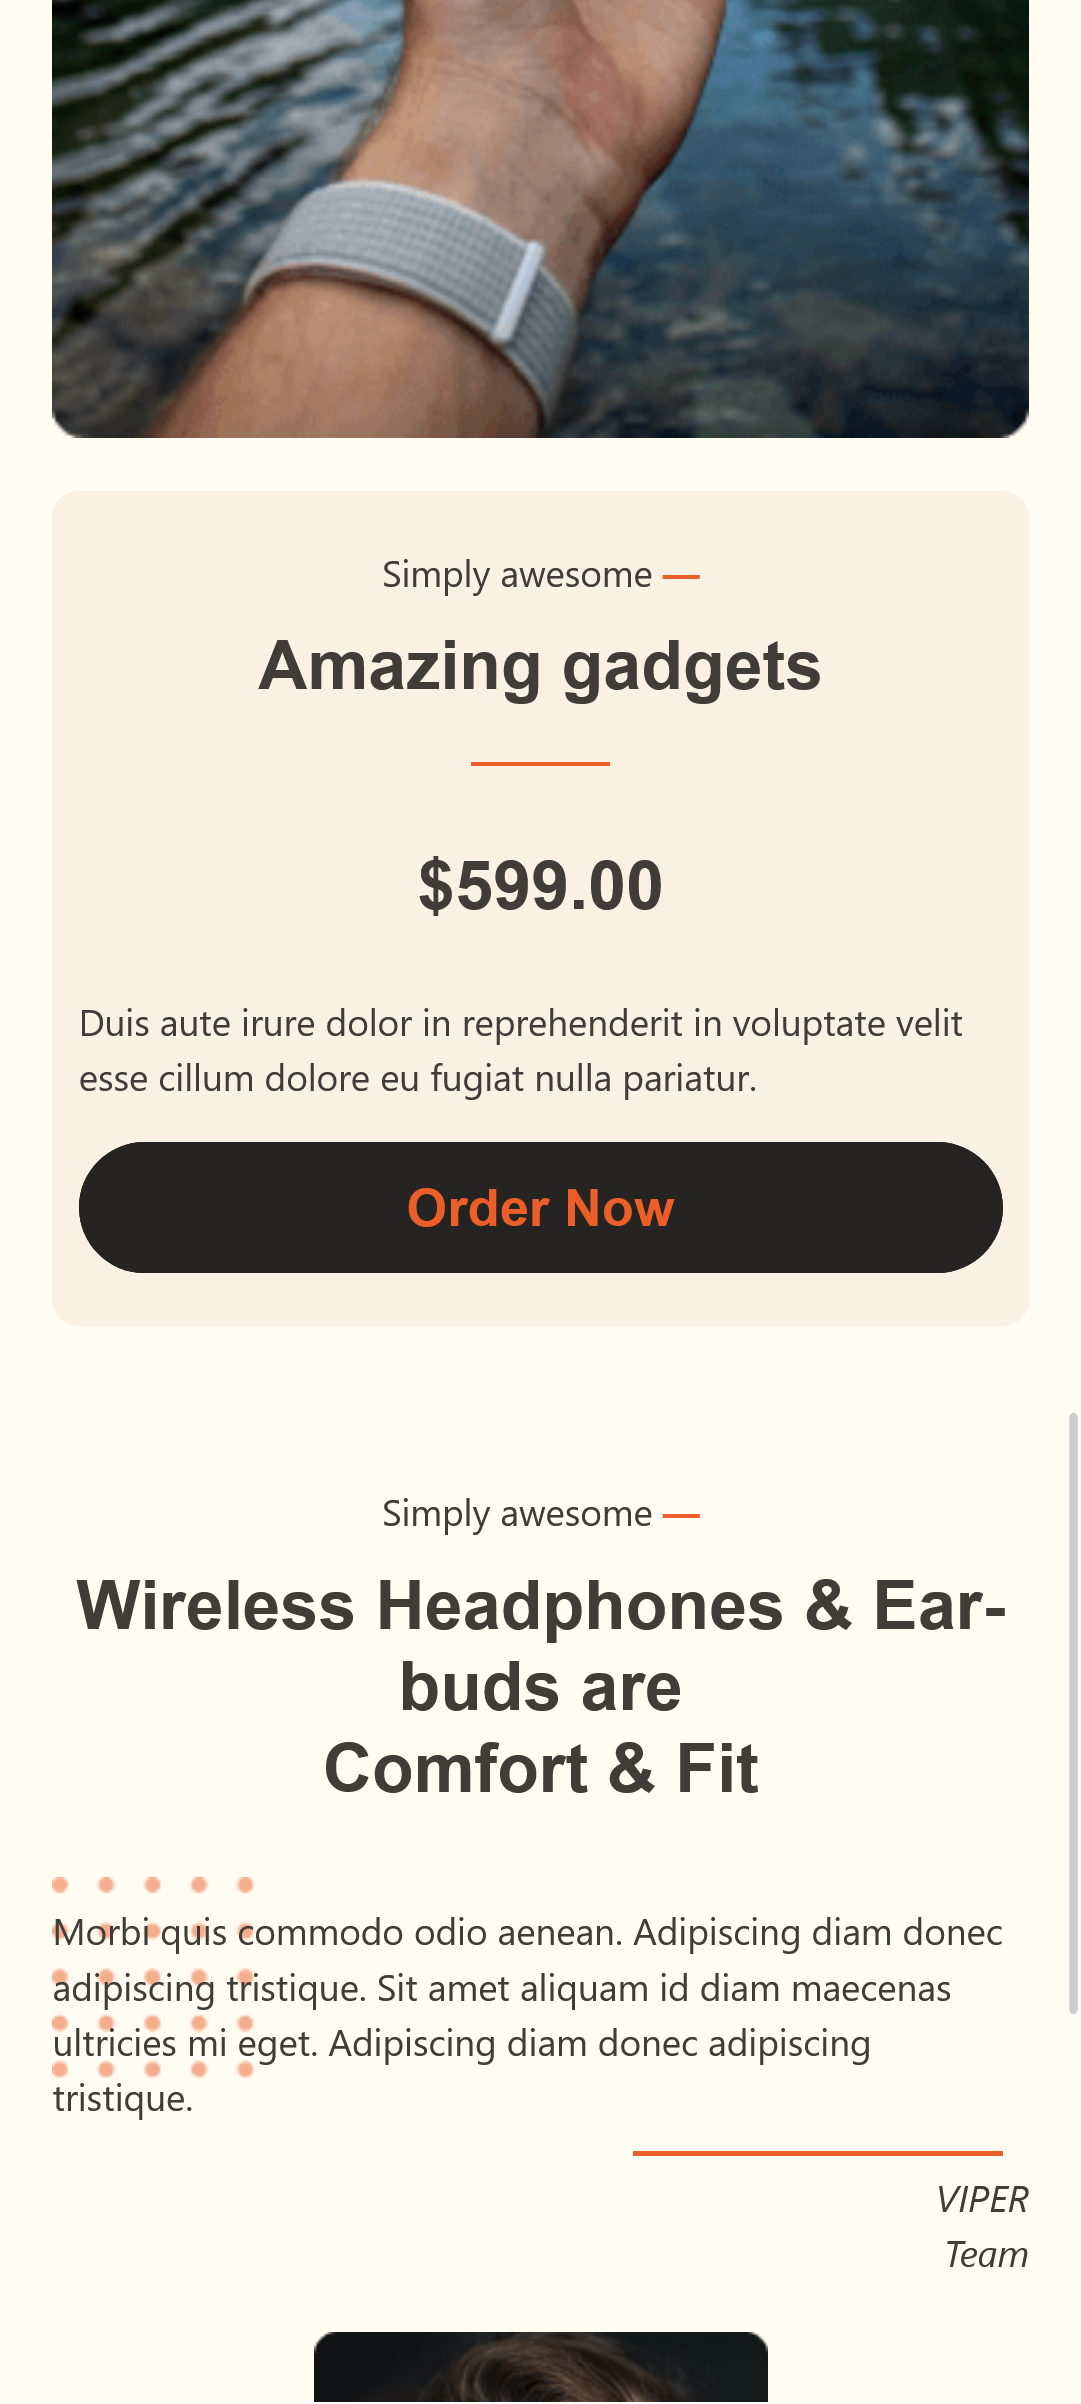 Simply awesome —
Amazing gadgets
$599.00
Duis aute irure dolor in reprehenderit in voluptate velit
esse cillum dolore eu fugiat nulla pariatur.
Order Now
Simply awesome —
Wireless Headphones & Ear-
buds are
Comfort & Fit
Morbi quis commodo odio aenean. Adipiscing diam donec
adipiscing tristique. Sit amet aliquam id diam maecenas
ultricies mi eget. Adipiscing diam donec adipiscing
tristique.
VIPER
Team